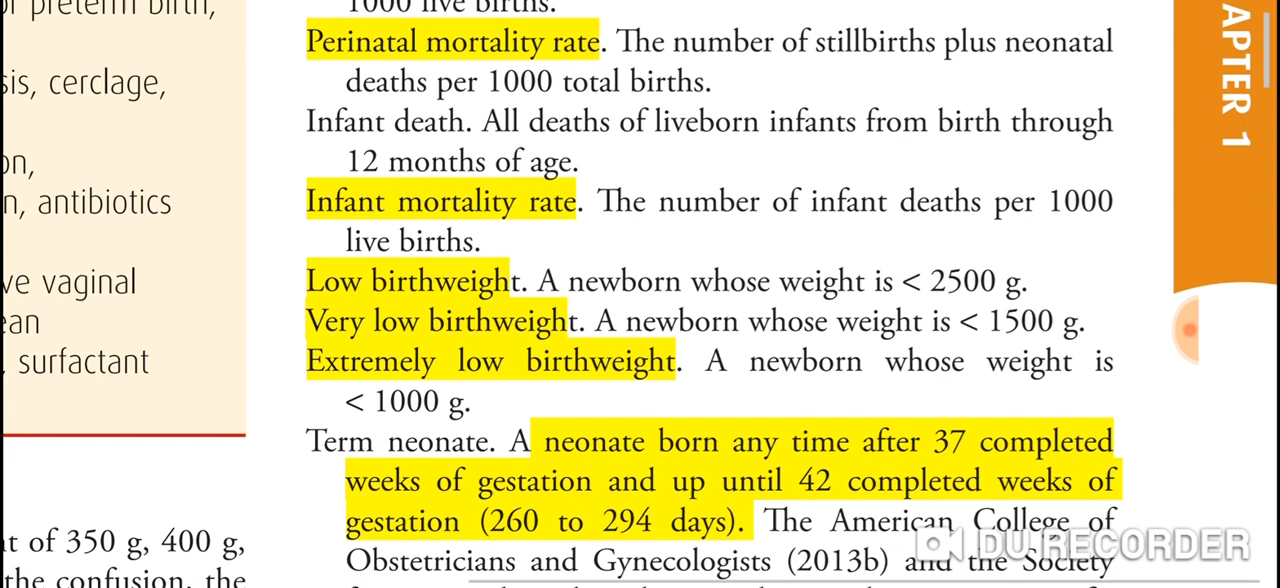 of preterm birth,
sis, cerclage,
on,
n, antibiotics
ve vaginal
ean
, surfactant
t of 350 g, 400 g,
the confusion, the
1000 live births.
Perinatal mortality rate. The number of stillbirths plus neonatal
deaths per 1000 total births.
Infant death. All deaths of liveborn infants from birth through
12 months of age.
Infant mortality rate. The number of infant deaths per 1000
live births.
Low birthweight. A newborn whose weight is < 2500 g.
Very low birthweight. A newborn whose weight is < 1500 g.
Extremely low birthweight. A newborn whose weight is
< 1000 g.
Term neonate. A neonate born any time after 37 completed
weeks of gestation and up until 42 completed weeks of
gestation (260 to 294 days). The American College of
Obstetricians and Gynecologists (2013b) and the Society
APTER 1
DU RECORDER